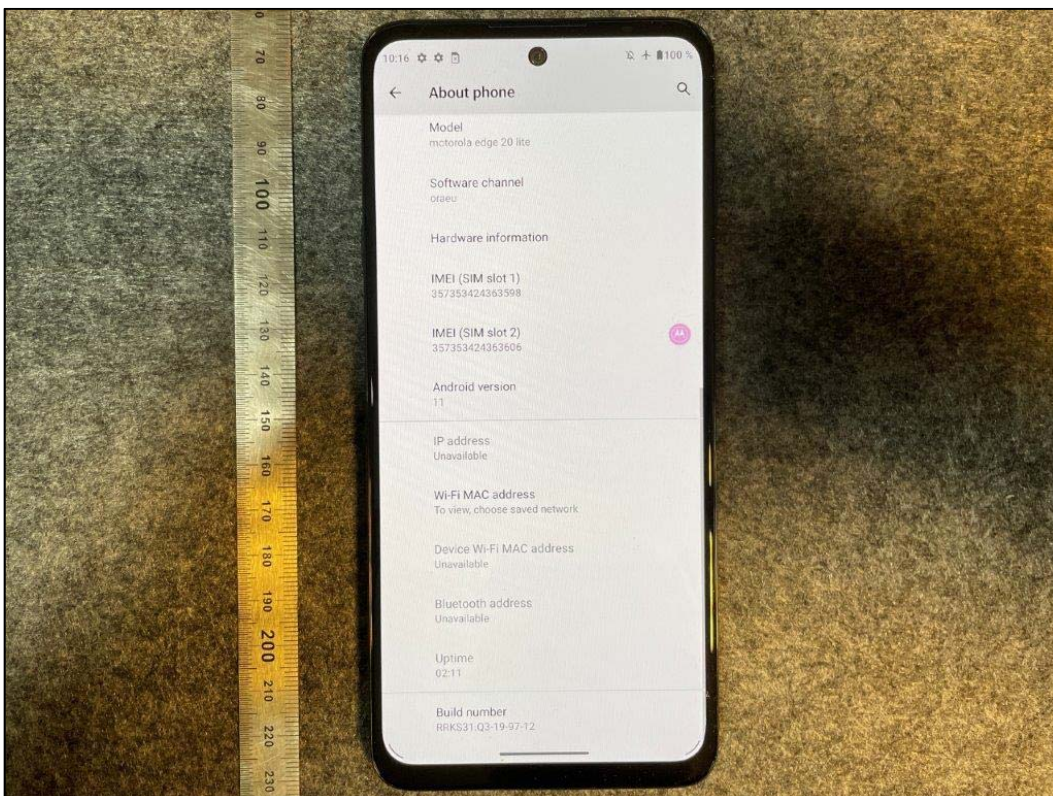 0
70
80
90
100
110
120
130
140
150
160
170
180
190
200
210
220
230
10:16
100 %
About phone
Model
motorola edge 20 lite
Software channel
oraeu
Hardware information
IMEI (SIM slot 1)
357353424363598
IMEI (SIM slot 2)
357353424363606
Android version
11
IP address
Unavailable
Wi-Fi MAC address
To view, choose saved network
Device Wi-Fi MAC address
Unavailable
Bluetooth address
Unavailable
Uptime
02:11
Build number
RRKS31.Q3-19-97-12